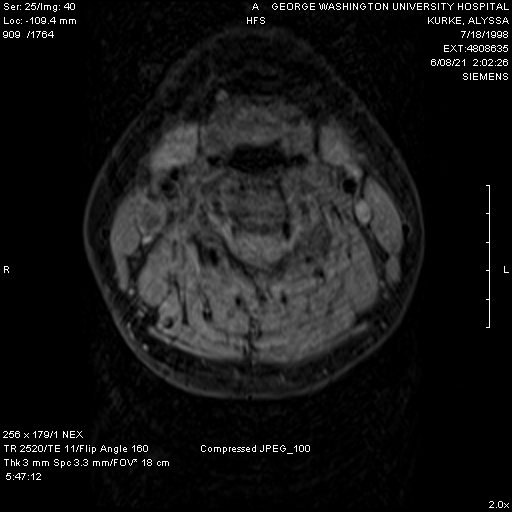 Ser: 25/Img: 40
Loc: -109.4 mm
909 /1764
A GEORGE WASHINGTON UNIVERSITY HOSPITAL
HFS KURKE, ALYSSA
7/18/1998
EXT:4808635
6/08/21 2:02:26
SIEMENS
R
L
256 x 179/1 NEX
TR 2520/TE 11/Flip Angle 160
Thk 3 mm Spc 3.3 mm/FOV* 18 cm
5:47:12
Compressed JPEG_100
2.0x